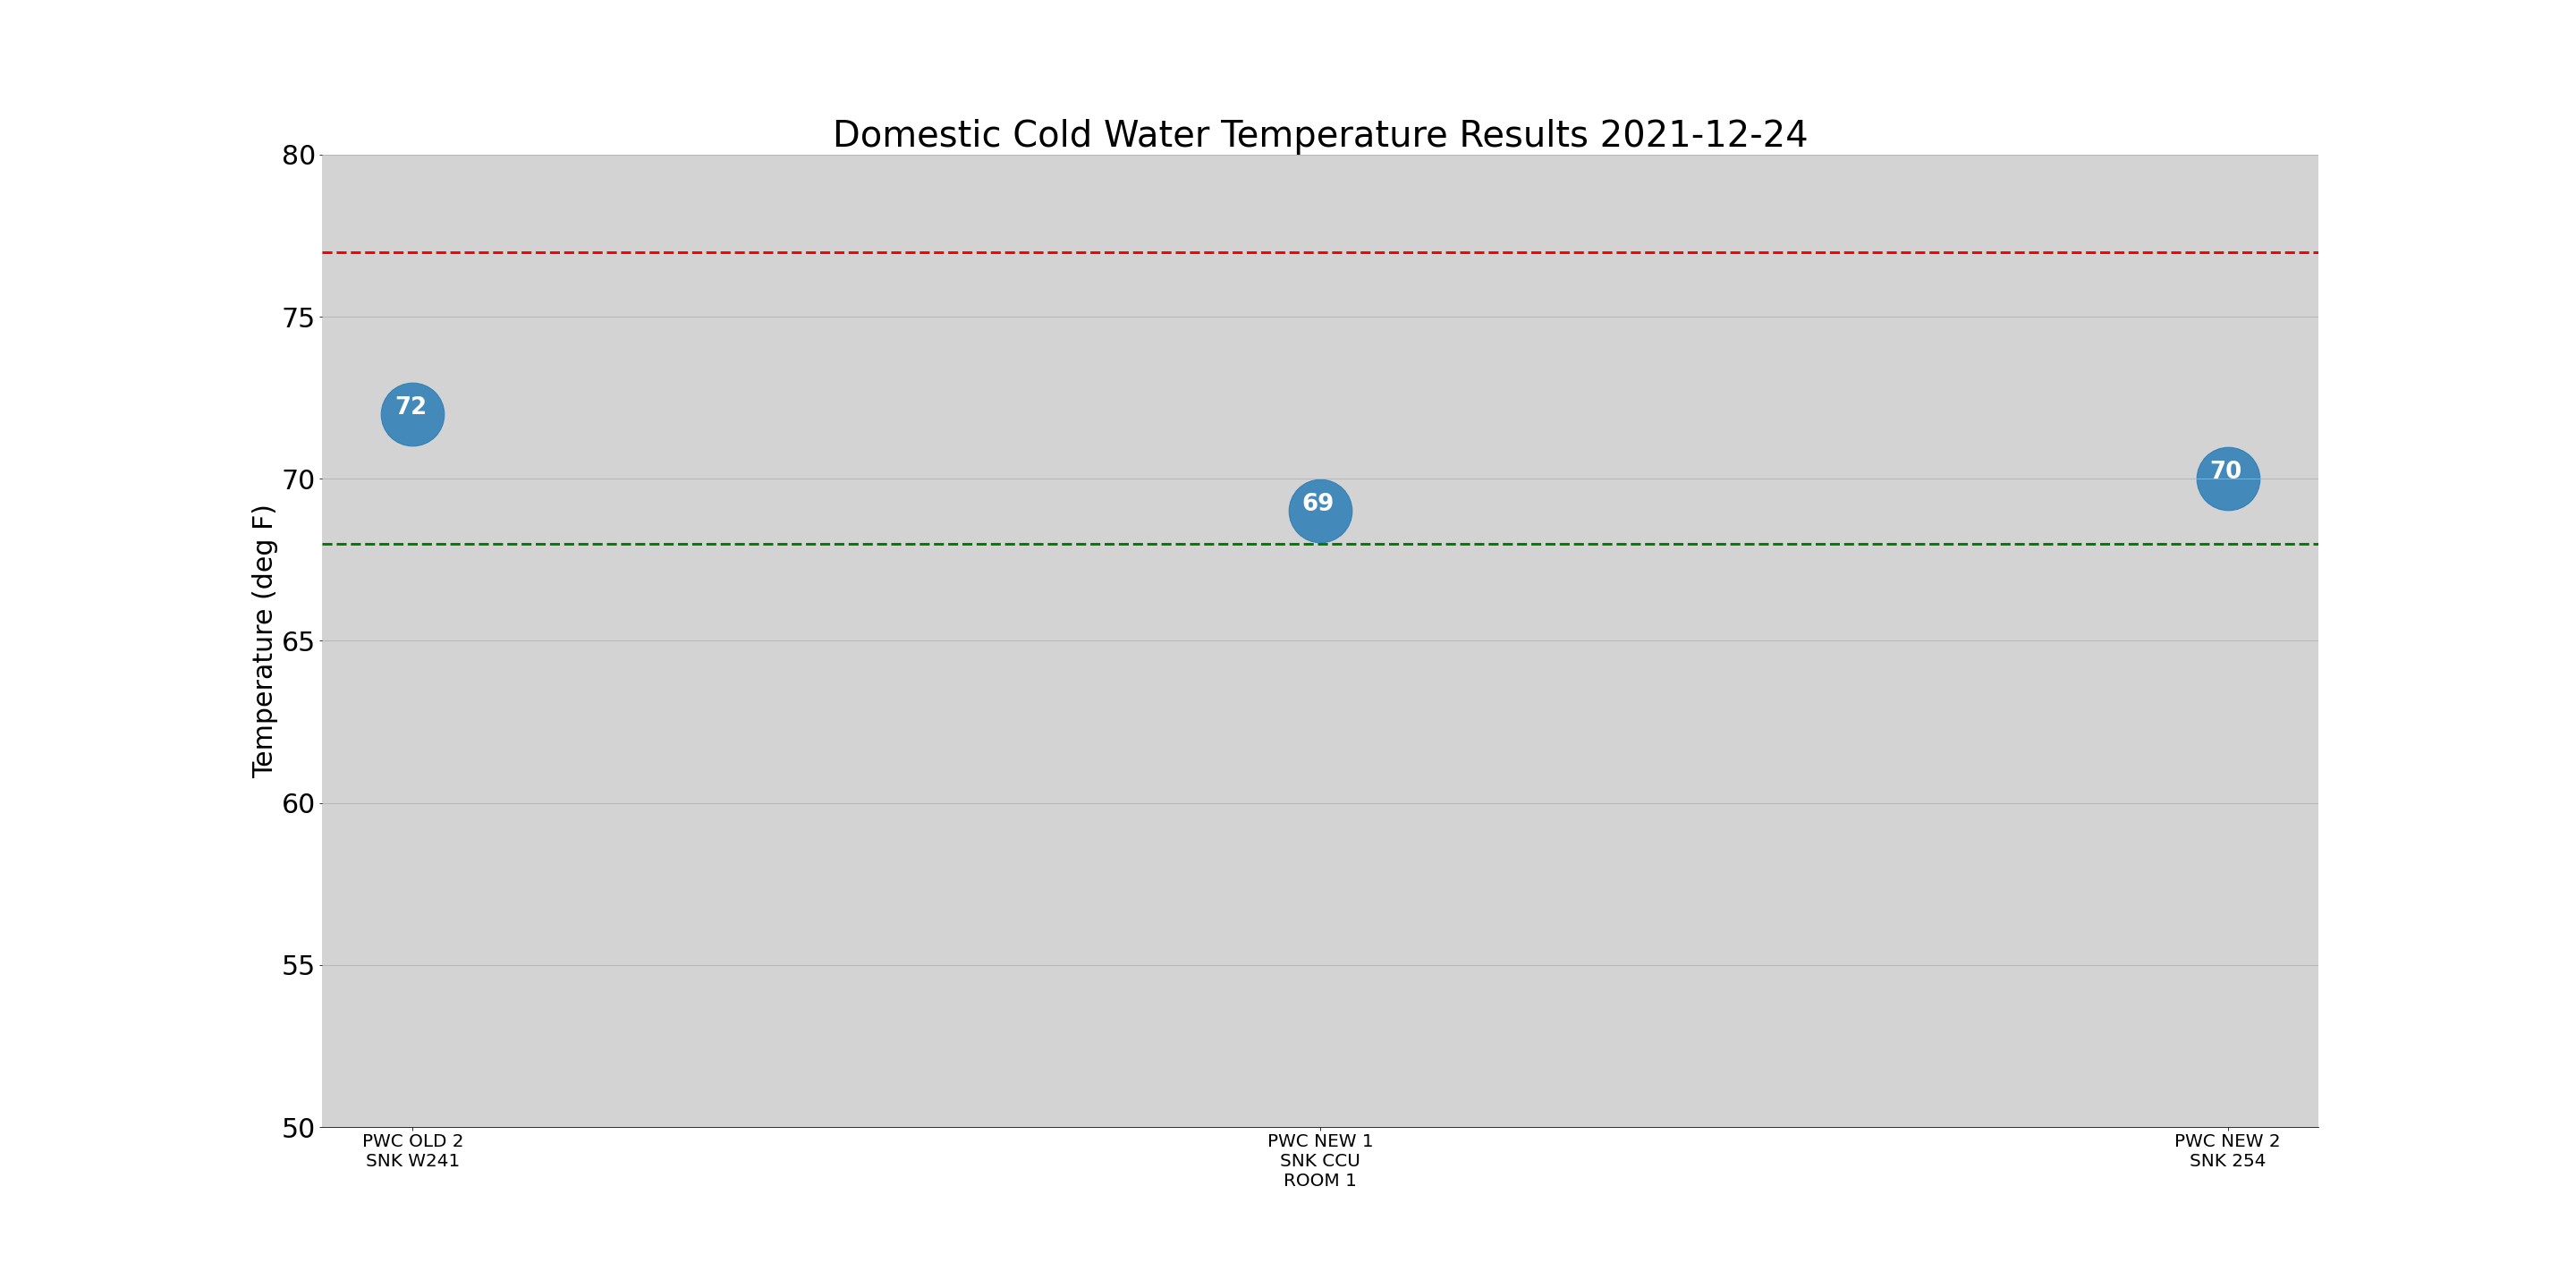 Domestic Cold Water Temperature Results 2021-12-24
80
75
70
65
60
55
50
Temperature (deg F)
72
69
70
PWC OLD 2
SNK W241
PWC NEW 1
SNK CCU
ROOM 1
PWC NEW 2
SNK 254